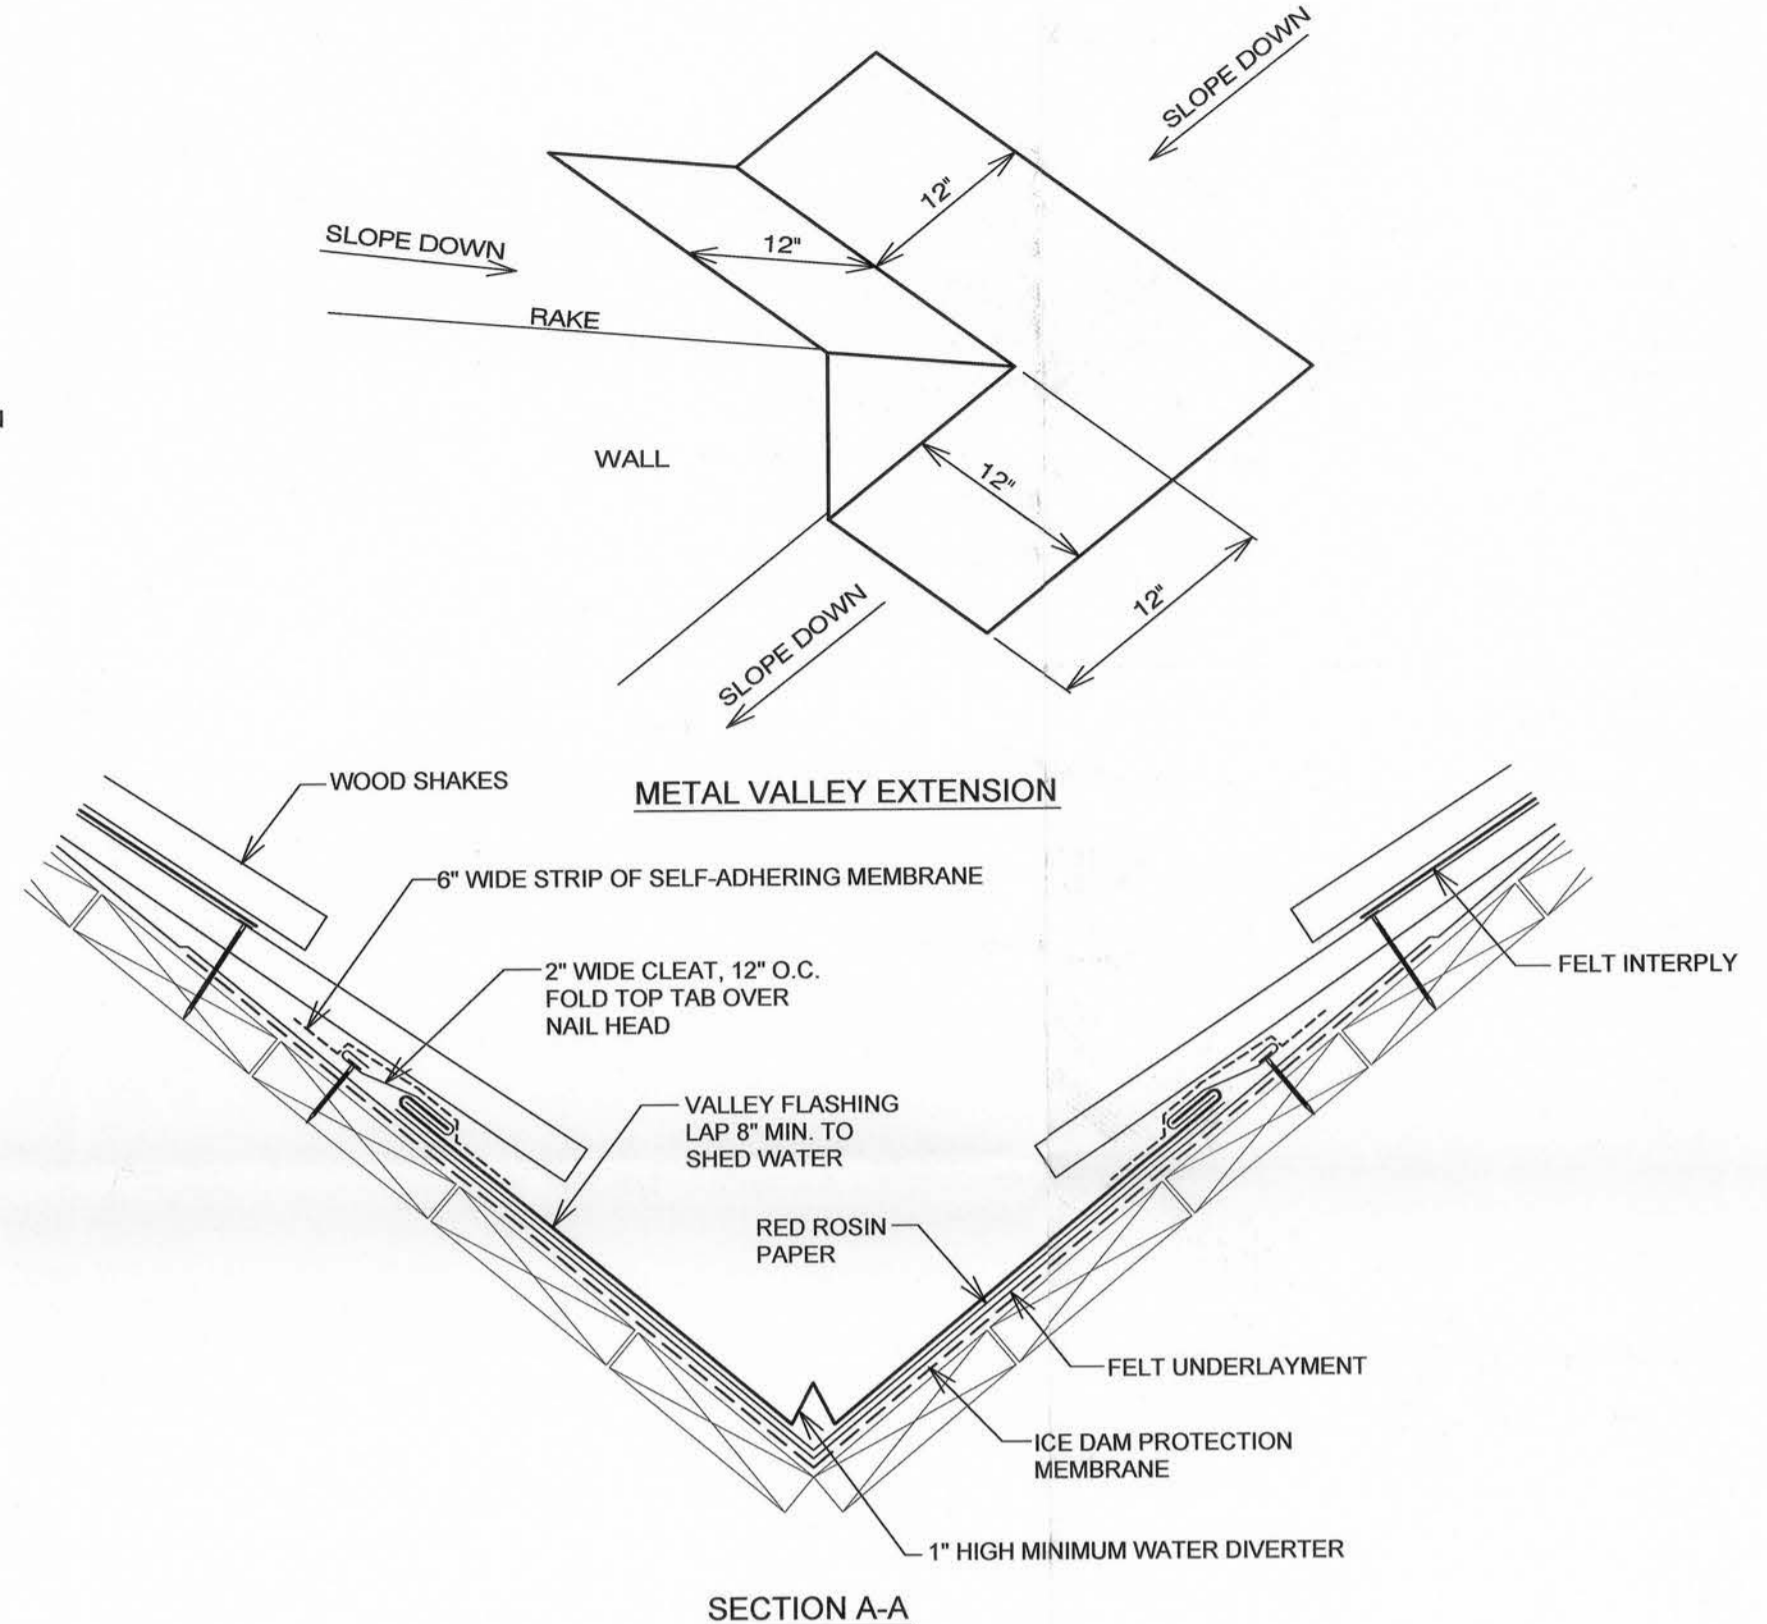 SLOPE DOWN
12"
SLOPE DOWN
12"
RAKE
WALL
12"
12"
SLOPE DOWN
METAL VALLEY EXTENSION
WOOD SHAKES
6" WIDE STRIP OF SELF-ADHERING MEMBRANE
2" WIDE CLEAT, 12" O.C.
FOLD TOP TAB OVER
NAIL HEAD
FELT INTERPLY
VALLEY FLASHING
LAP 8" MIN. TO
SHED WATER
RED ROSIN
PAPER
FELT UNDERLAYMENT
ICE DAM PROTECTION
MEMBRANE
1" HIGH MINIMUM WATER DIVERTER
SECTION A-A